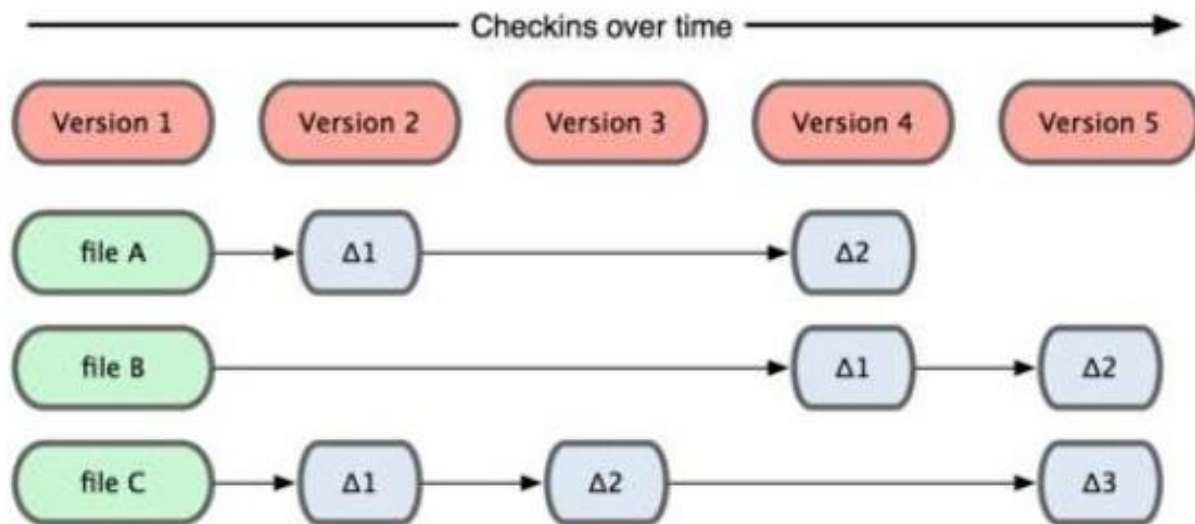 Checkins over time
Version 1 Version 2 Version 3 Version 4 Version 5
file A Δ1 Δ2
file B Δ1 Δ2
file C Δ1 Δ2 Δ3